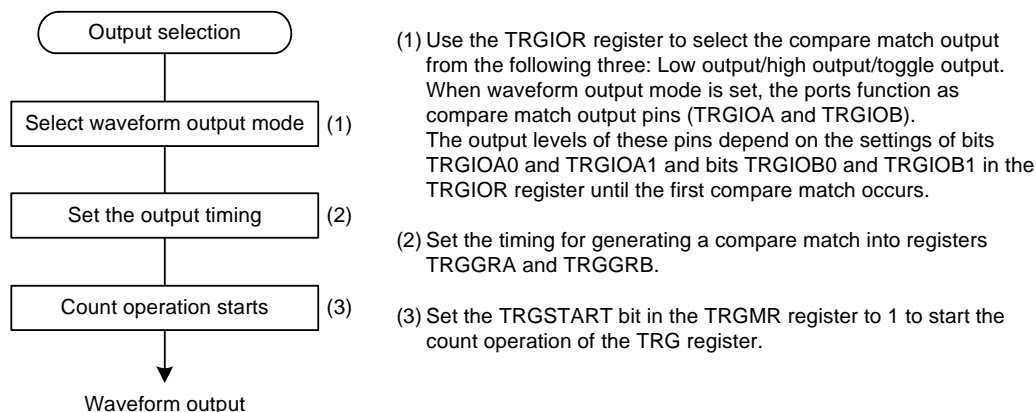 Output selection
Select waveform output mode
(1)
Set the output timing
(2)
Count operation starts
(3)
Waveform output
(1) Use the TRGIOR register to select the compare match output
from the following three: Low output/high output/toggle output.
When waveform output mode is set, the ports function as
compare match output pins (TRGIOA and TRGIOB).
The output levels of these pins depend on the settings of bits
TRGIOA0 and TRGIOA1 and bits TRGIOB0 and TRGIOB1 in the
TRGIOR register until the first compare match occurs.
(2) Set the timing for generating a compare match into registers
TRGGRA and TRGGRB.
(3) Set the TRGSTART bit in the TRGMR register to 1 to start the
count operation of the TRG register.